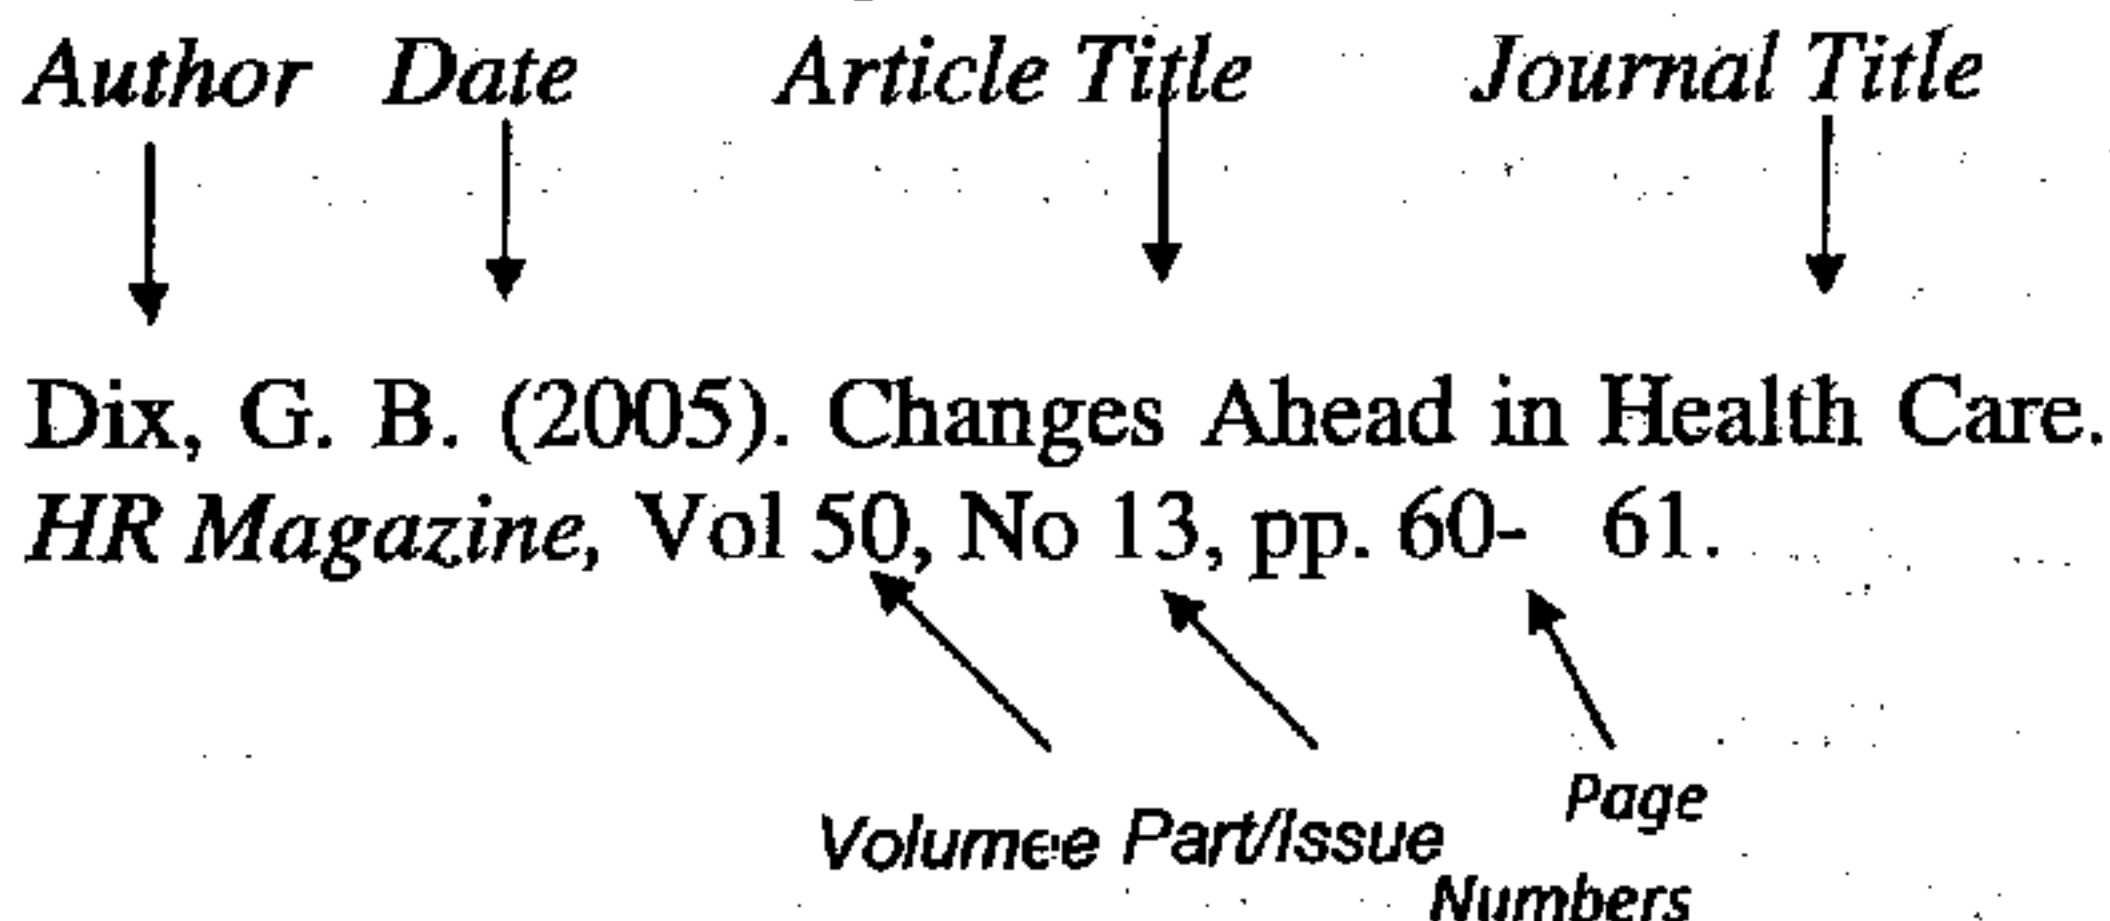 Author Date Article Title Journal Title
Dix, G. B. (2005). Changes Ahead in Health Care.
HR Magazine, Vol 50, No 13, pp. 60- 61.
Page
Volumee Part/Issue
Numbers